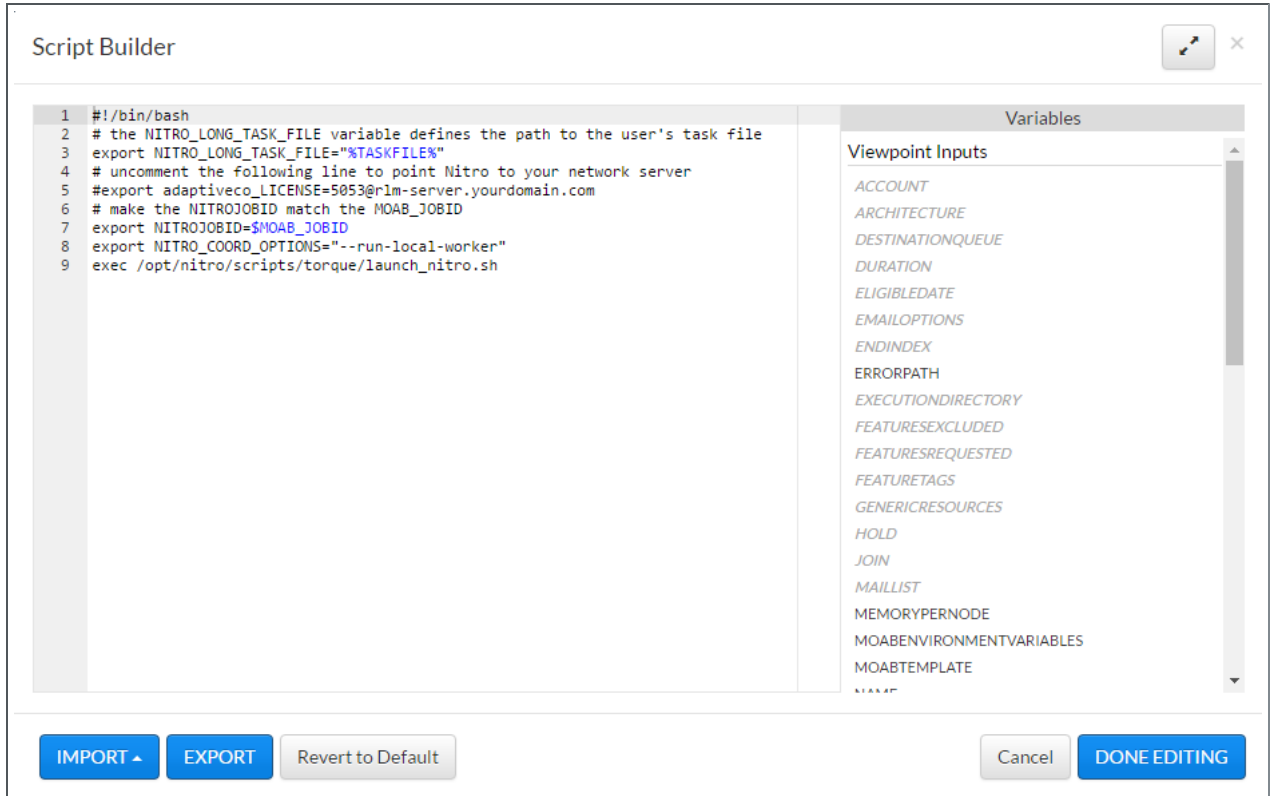 Script Builder
×
1 #!/bin/bash
2 # the NITRO_LONG_TASK_FILE variable defines the path to the user's task file
3 export NITRO_LONG_TASK_FILE="%TASKFILE%"
4 # uncomment the following line to point Nitro to your network server
5 #export adaptiveco_LICENSE=5053@rlm-server.yourdomain.com
6 # make the NITROJOBID match the MOAB_JOBID
7 export NITROJOBID=$MOAB_JOBID
8 export NITRO_COORD_OPTIONS="--run-local-worker"
9 exec /opt/nitro/scripts/torque/launch_nitro.sh
Variables
Viewpoint Inputs
ACCOUNT
ARCHITECTURE
DESTINATIONQUEUE
DURATION
ELIGIBLEDATE
EMAILOPTIONS
ENDINDEX
ERRORPATH
EXECUTIONDIRECTORY
FEATURESEXCLUDED
FEATURESREQUESTED
FEATURETAGS
GENERICRESOURCES
HOLD
JOIN
MAILLIST
MEMORYPERNODE
MOABENVIRONMENTVARIABLES
MOABTEMPLATE
IMPORT
EXPORT
Revert to Default
Cancel
DONE EDITING